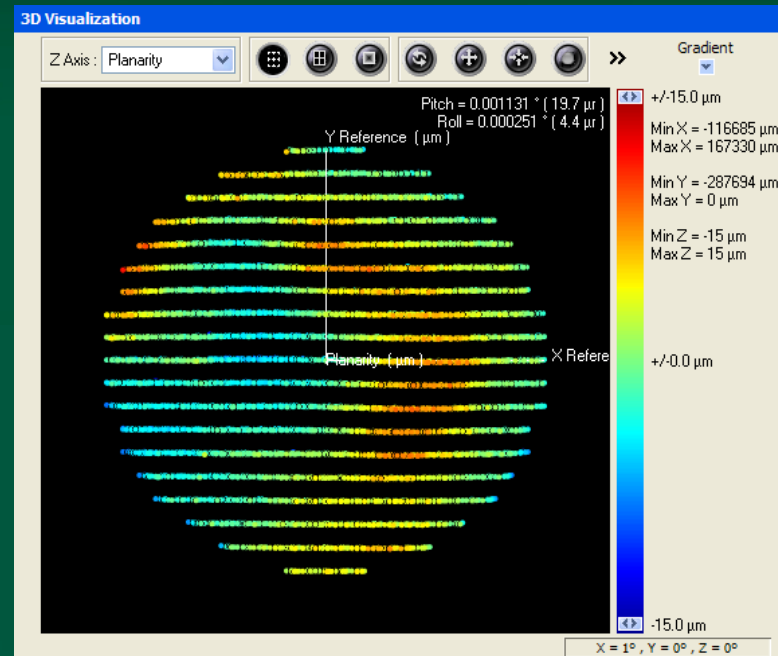 3D Visualization
Z Axis : Planarity
Gradient
Pitch = 0.001131 ° ( 19.7 µr )
Roll = 0.000251 ° ( 4.4 µr )
Y Reference ( µm )
+/-15.0 µm
Min X = -116685 µm
Max X = 167330 µm
Min Y = -287694 µm
Max Y = 0 µm
Min Z = -15 µm
Max Z = 15 µm
Planarity ( µm )
X Refere
+/-0.0 µm
-15.0 µm
X = 1° , Y = 0° , Z = 0°